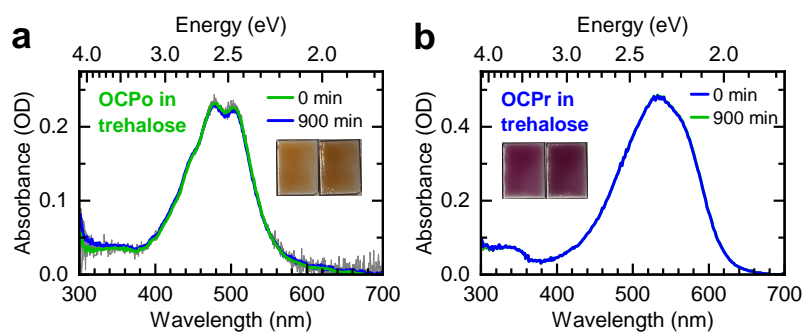 a
Energy (eV)
4.0 3.0 2.5 2.0
OCPo in
trehalose
0 min
900 min
Absorbance (OD)
0.2
0.1
0.0
300 400 500 600 700
Wavelength (nm)
b
Energy (eV)
4.0 3.0 2.5 2.0
OCPr in
trehalose
0 min
900 min
Absorbance (OD)
0.4
0.2
0.0
300 400 500 600 700
Wavelength (nm)